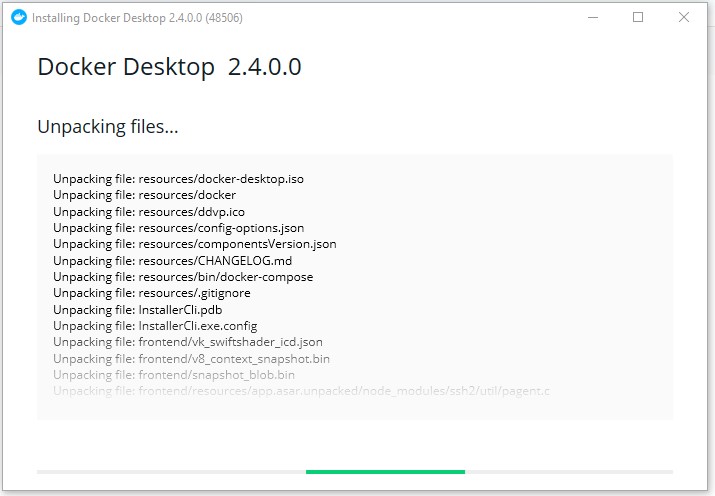 Installing Docker Desktop 2.4.0.0 (48506)
Docker Desktop 2.4.0.0
Unpacking files...
Unpacking file: resources/docker-desktop.iso
Unpacking file: resources/docker
Unpacking file: resources/ddvp.ico
Unpacking file: resources/config-options.json
Unpacking file: resources/componentsVersion.json
Unpacking file: resources/CHANGELOG.md
Unpacking file: resources/bin/docker-compose
Unpacking file: resources/.gitignore
Unpacking file: InstallerCli.pdb
Unpacking file: InstallerCli.exe.config
Unpacking file: frontend/vk_swiftshader_icd.json
Unpacking file: frontend/v8_context_snapshot.bin
Unpacking file: frontend/snapshot_blob.bin
Unpacking file: frontend/resources/app.asar.unpacked/node_modules/ssh2/util/pagent.c